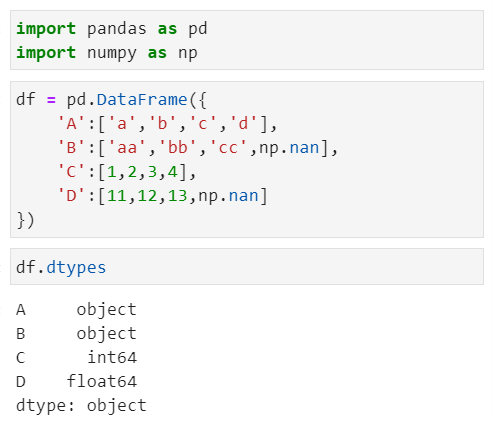 import pandas as pd
import numpy as np
df = pd.DataFrame({
    'A':['a','b','c','d'],
    'B':['aa','bb','cc',np.nan],
    'C':[1,2,3,4],
    'D':[11,12,13,np.nan]
})
df.dtypes
A     object
B     object
C      int64
D    float64
dtype: object